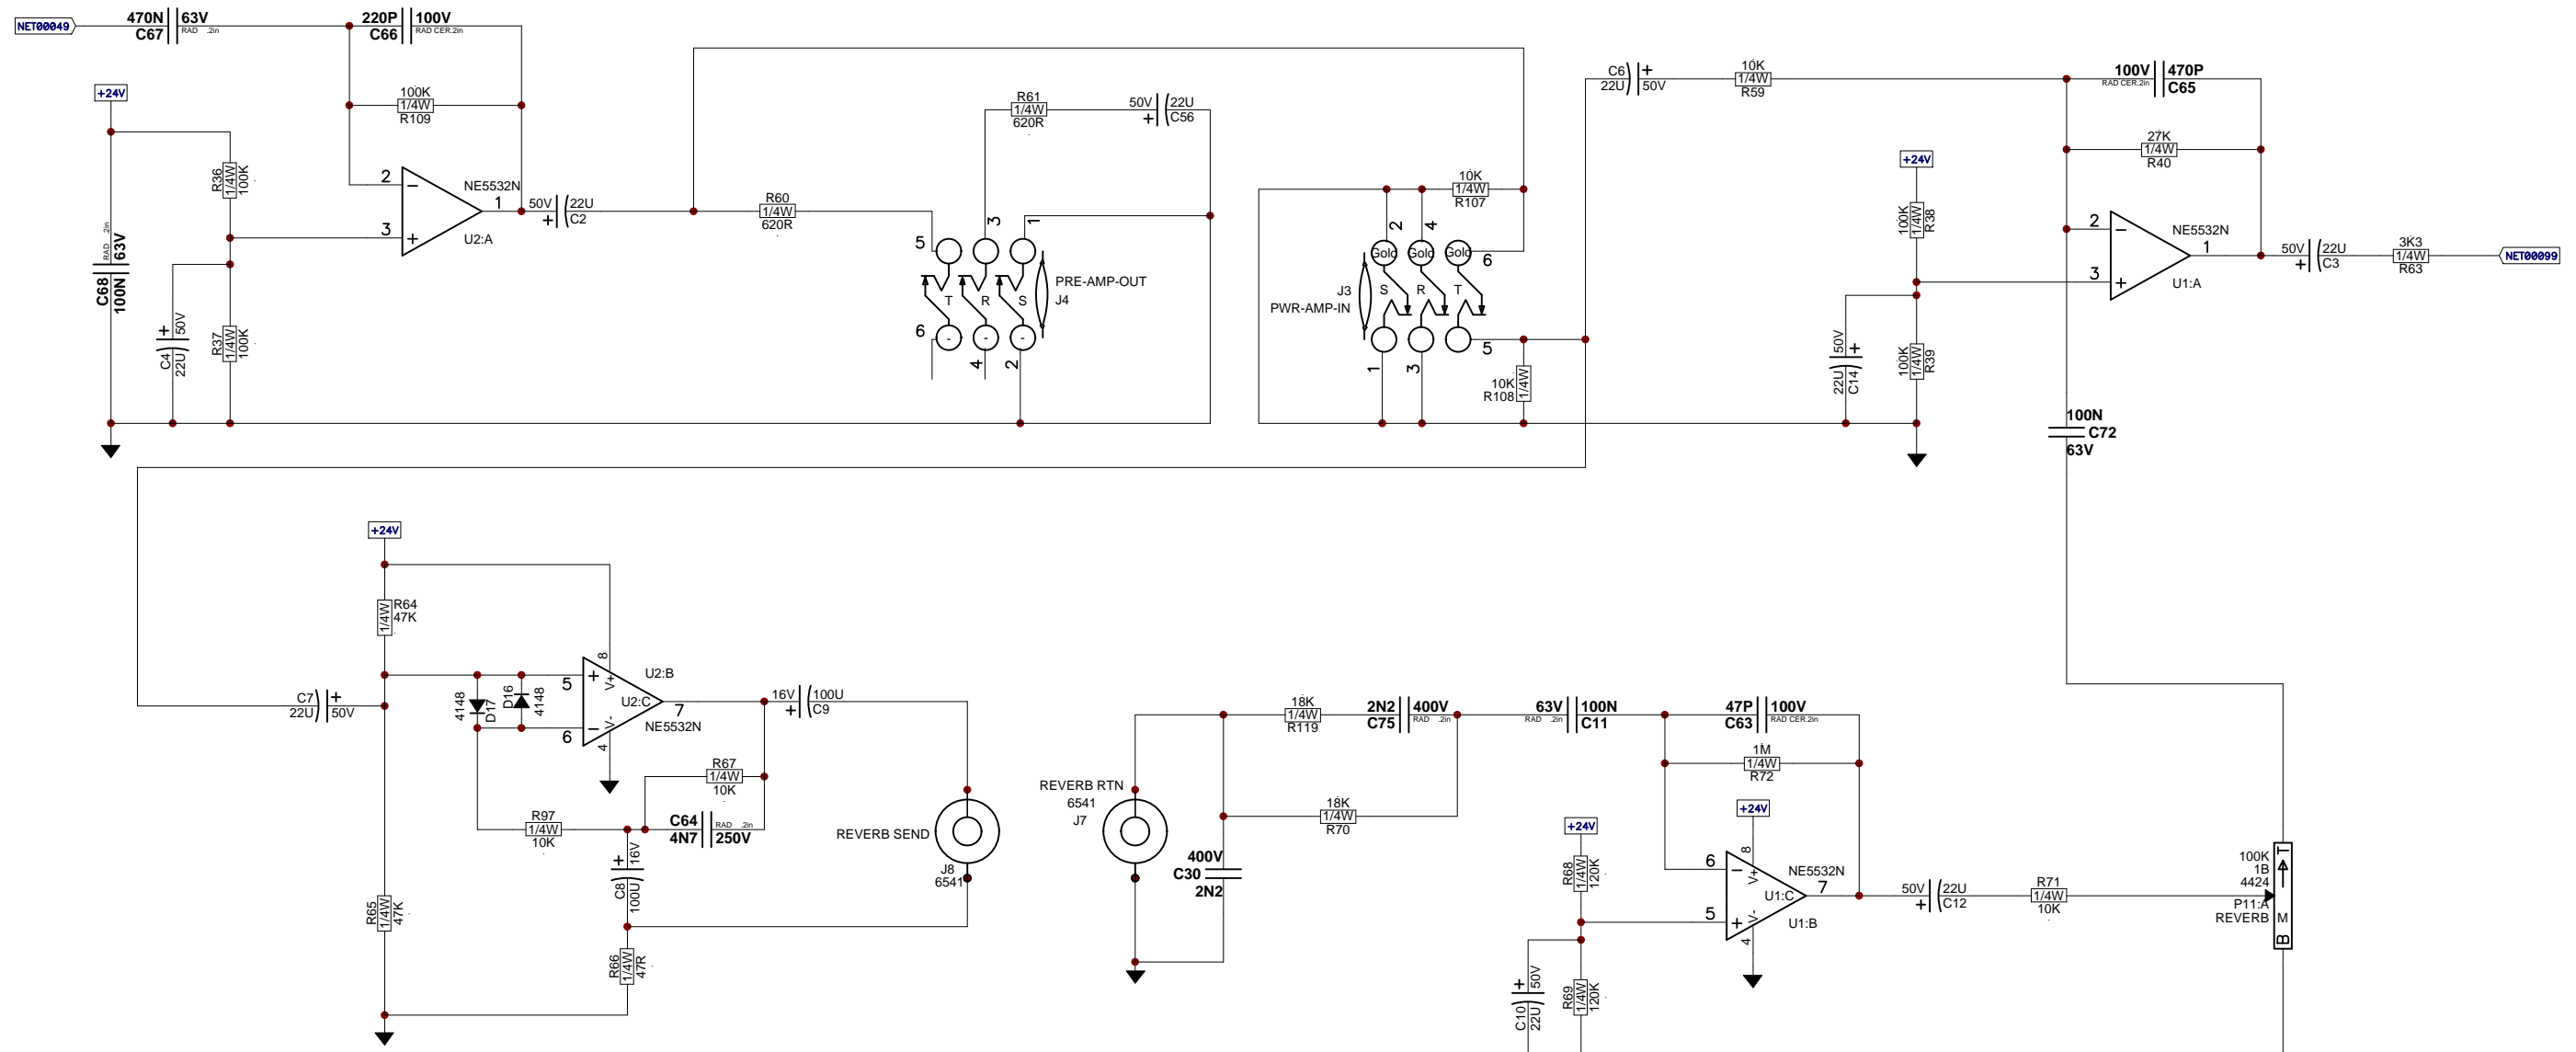 NET00049
470N 63V
C67 RAD .2in
220P 100V
C66 RAD CER.2in
100K
1/4W
R109
+24V
R36
1/4W
100K
2
3
NE5532N
1
U2:A
50V 22U
C2
RAD .2in
63V
C68
100N
C4
50V
22U
R37
1/4W
100K
R60
1/4W
620R
R61
1/4W
620R
50V 22U
C56
5
3
1
T
R
S
PRE-AMP-OUT
J4
6
4
2
-
-
-
10K
1/4W
R107
2
4
6
Gold
Gold
Gold
S
R
T
J3
PWR-AMP-IN
1
3
5
10K
1/4W
R108
C6
22U 50V
10K
1/4W
R59
100V 470P
RAD CER.2in C65
27K
1/4W
R40
+24V
100K
1/4W
R38
2
3
NE5532N
1
U1:A
50V 22U
C3
3K3
1/4W
R63
NET00099
50V
22U
C14
100K
1/4W
R39
100N
C72
63V
+24V
R64
1/4W
47K
C7
22U 50V
4148
D17
D16
4148
5
6
8
V+
V-
4
U2:B
U2:C
7
NE5532N
16V 100U
C9
R67
1/4W
10K
R97
1/4W
10K
C64 RAD .2in
4N7 250V
16V
C8
100U
R65
1/4W
47K
R66
1/4W
47R
REVERB SEND
J8
6541
REVERB RTN
6541
J7
18K
1/4W
R119
2N2 400V
C75 RAD .2in
63V 100N
RAD .2in C11
47P 100V
C63 RAD CER.2in
1M
1/4W
R72
18K
1/4W
R70
400V
C30
2N2
+24V
+24V
R68
1/4W
120K
6
5
8
V+
V-
4
NE5532N
U1:C
7
U1:B
50V 22U
C12
R71
1/4W
10K
50V
C10
22U
R69
1/4W
120K
100K
1B
4424
P11:A
REVERB
T
M
B